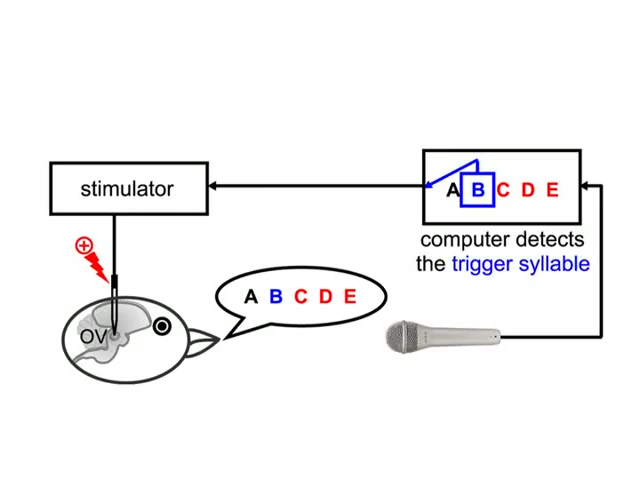 stimulator
A B C D E
computer detects
the trigger syllable
A B C D E
OV